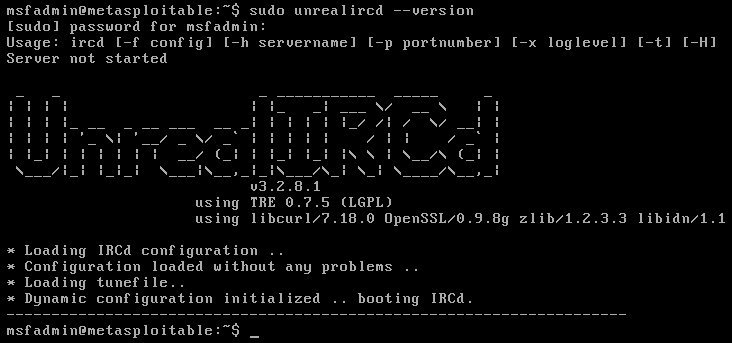 msfadmin@metasploitable:~$ sudo unrealircd --version
[sudo] password for msfadmin:
Usage: ircd [-f config] [-h servername] [-p portnumber] [-x loglevel] [-t] [-H]
Server not started
UnrealIRCd
v3.2.8.1
using TRE 0.7.5 (LGPL)
using libcurl/7.18.0 OpenSSL/0.9.8g zlib/1.2.3.3 libidn/1.1
* Loading IRCd configuration ..
* Configuration loaded without any problems ..
* Loading tunefile..
* Dynamic configuration initialized .. booting IRCd.
---------------------------------------------------------------------
msfadmin@metasploitable:~$ _